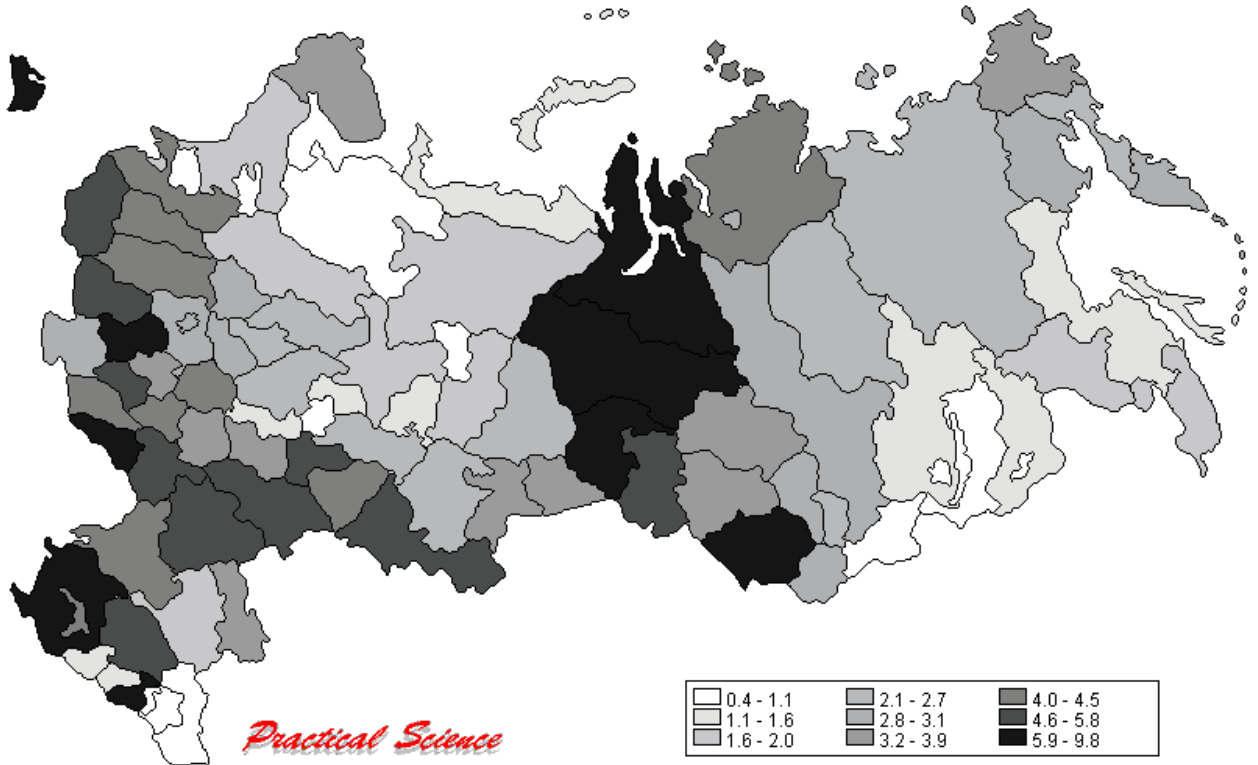 0.4 - 1.1
1.1 - 1.6
1.6 - 2.0
2.1 - 2.7
2.8 - 3.1
3.2 - 3.9
4.0 - 4.5
4.6 - 5.8
5.9 - 9.8
Practical Science